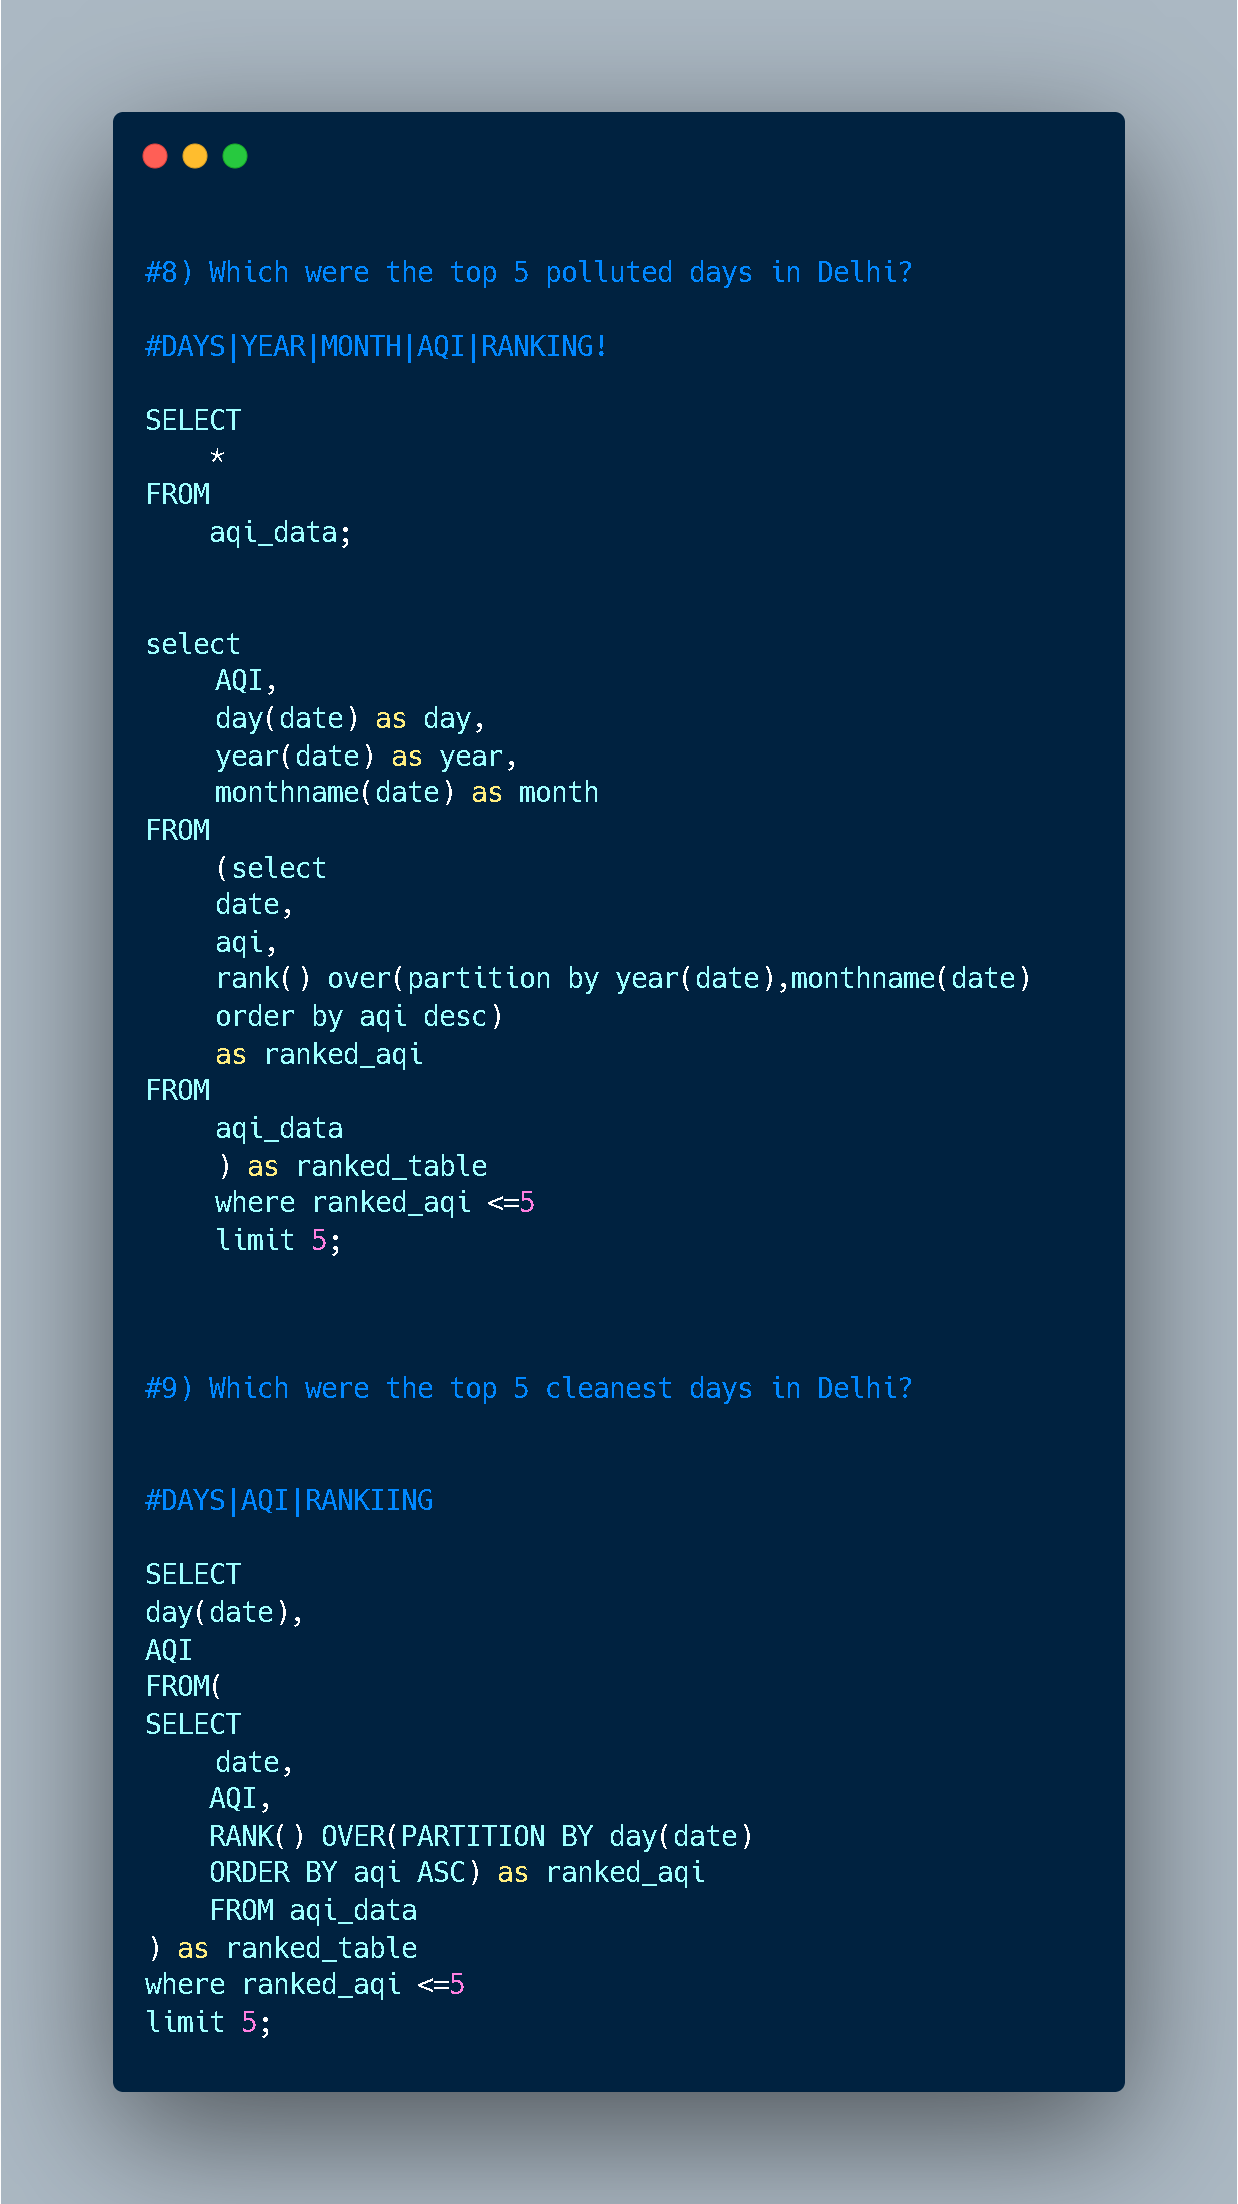 #8) Which were the top 5 polluted days in Delhi?
#DAYS|YEAR|MONTH|AQI|RANKING!
SELECT
*
FROM
aqi_data;
select
AQI,
day(date) as day,
year(date) as year,
monthname(date) as month
FROM
(select
date,
aqi,
rank() over(partition by year(date),monthname(date)
order by aqi desc)
as ranked_aqi
FROM
aqi_data
) as ranked_table
where ranked_aqi <=5
limit 5;
#9) Which were the top 5 cleanest days in Delhi?
#DAYS|AQI|RANKIING
SELECT
day(date),
AQI
FROM(
SELECT
date,
AQI,
RANK() OVER(PARTITION BY day(date)
ORDER BY aqi ASC) as ranked_aqi
FROM aqi_data
) as ranked_table
where ranked_aqi <=5
limit 5;